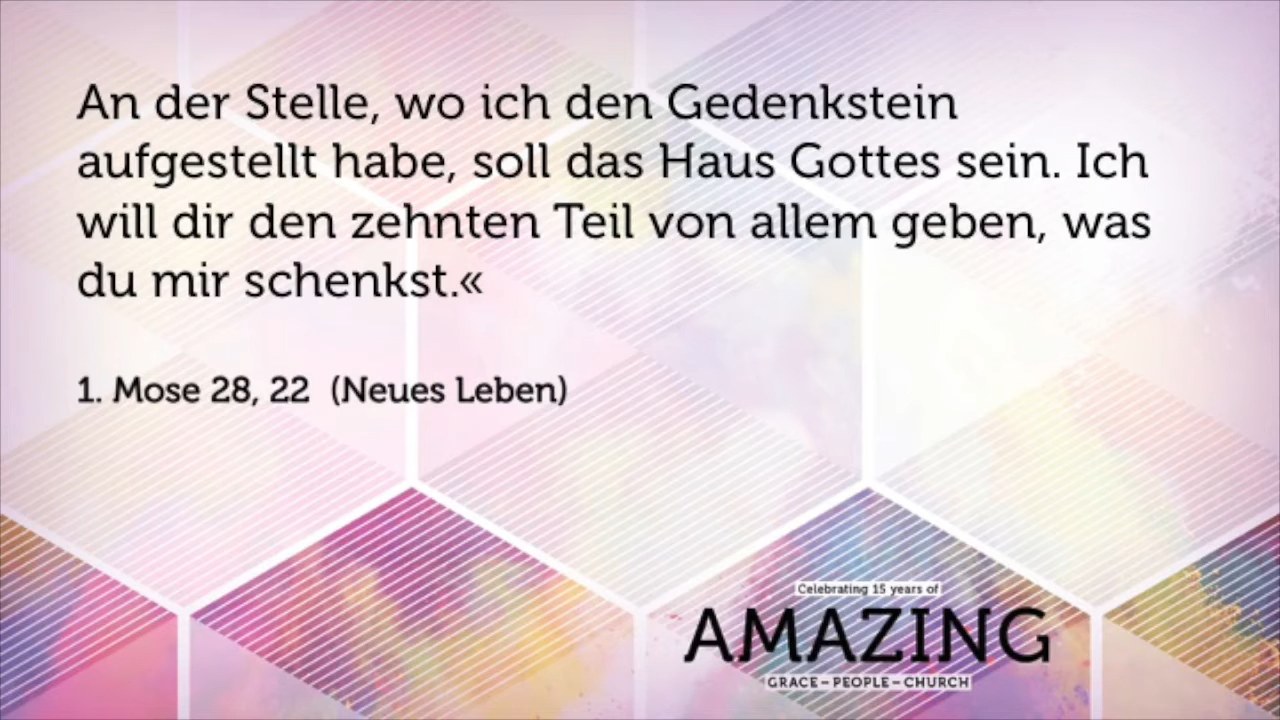 An der Stelle, wo ich den Gedenkstein
aufgestellt habe, soll das Haus Gottes sein. Ich
will dir den zehnten Teil von allem geben, was
du mir schenkst.«
1. Mose 28, 22 (Neues Leben)
Celebrating 15 years of
AMAZING
GRACE – PEOPLE – CHURCH